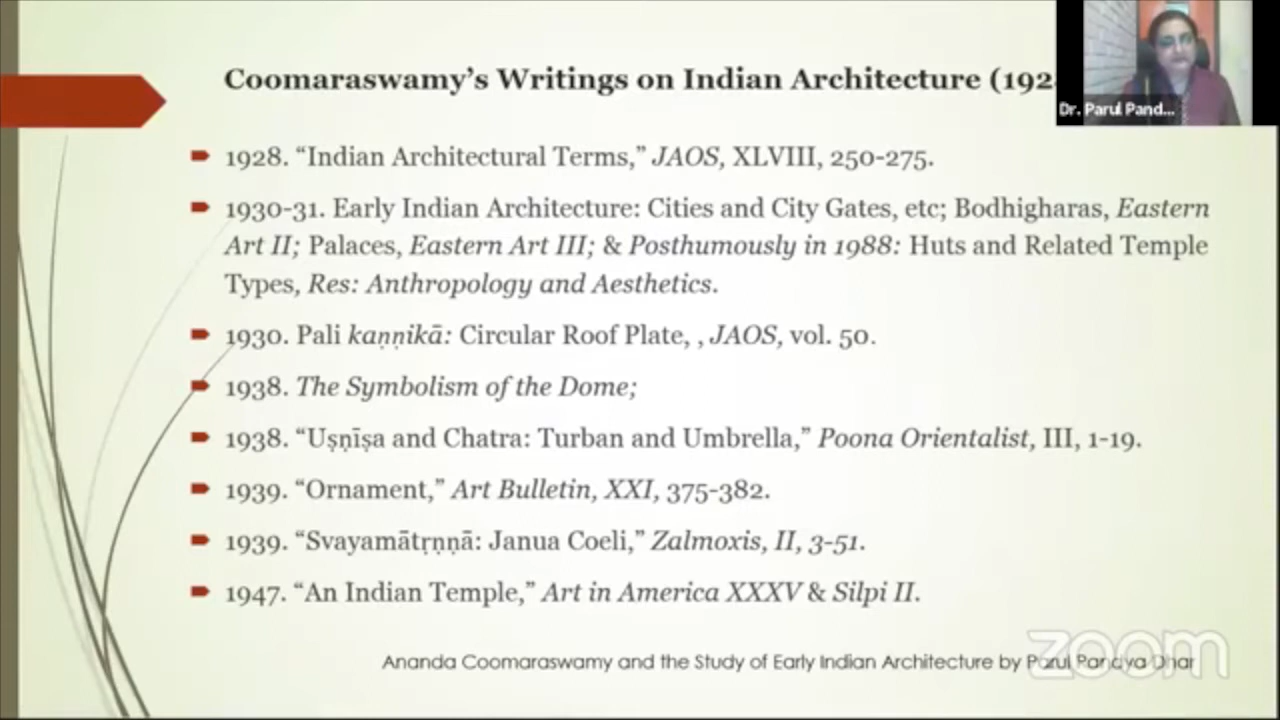 Coomaraswamy’s Writings on Indian Architecture (192
Dr. Parul Pand...
1928. “Indian Architectural Terms,” JAOS, XLVIII, 250-275.
1930-31. Early Indian Architecture: Cities and City Gates, etc; Bodhigharas, Eastern
Art II; Palaces, Eastern Art III; & Posthumously in 1988: Huts and Related Temple
Types, Res: Anthropology and Aesthetics.
1930. Pali kaṇṇikā: Circular Roof Plate, , JAOS, vol. 50.
1938. The Symbolism of the Dome;
1938. “Uṣṇīṣa and Chatra: Turban and Umbrella,” Poona Orientalist, III, 1-19.
1939. “Ornament,” Art Bulletin, XXI, 375-382.
1939. “Svayamātṛṇṇā: Janua Coeli,” Zalmoxis, II, 3-51.
1947. “An Indian Temple,” Art in America XXXV & Silpi II.
Ananda Coomaraswamy and the Study of Early Indian Architecture by Parul Pandya Dhar
zoom